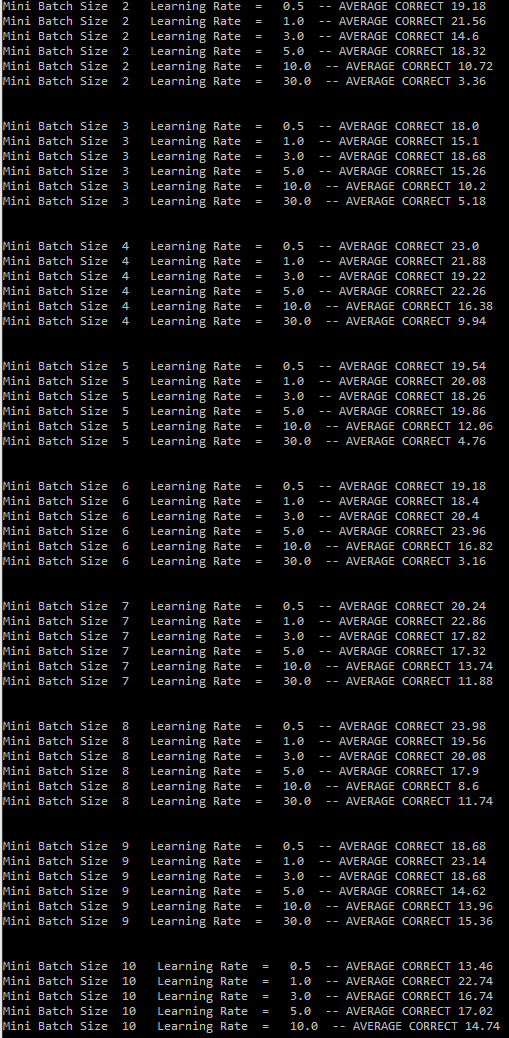 Mini Batch Size 2 Learning Rate = 0.5 -- AVERAGE CORRECT 19.18
Mini Batch Size 2 Learning Rate = 1.0 -- AVERAGE CORRECT 21.56
Mini Batch Size 2 Learning Rate = 3.0 -- AVERAGE CORRECT 14.6
Mini Batch Size 2 Learning Rate = 5.0 -- AVERAGE CORRECT 18.32
Mini Batch Size 2 Learning Rate = 10.0 -- AVERAGE CORRECT 10.72
Mini Batch Size 2 Learning Rate = 30.0 -- AVERAGE CORRECT 3.36
Mini Batch Size 3 Learning Rate = 0.5 -- AVERAGE CORRECT 18.0
Mini Batch Size 3 Learning Rate = 1.0 -- AVERAGE CORRECT 15.1
Mini Batch Size 3 Learning Rate = 3.0 -- AVERAGE CORRECT 18.68
Mini Batch Size 3 Learning Rate = 5.0 -- AVERAGE CORRECT 15.26
Mini Batch Size 3 Learning Rate = 10.0 -- AVERAGE CORRECT 10.2
Mini Batch Size 3 Learning Rate = 30.0 -- AVERAGE CORRECT 5.18
Mini Batch Size 4 Learning Rate = 0.5 -- AVERAGE CORRECT 23.0
Mini Batch Size 4 Learning Rate = 1.0 -- AVERAGE CORRECT 21.88
Mini Batch Size 4 Learning Rate = 3.0 -- AVERAGE CORRECT 19.22
Mini Batch Size 4 Learning Rate = 5.0 -- AVERAGE CORRECT 22.26
Mini Batch Size 4 Learning Rate = 10.0 -- AVERAGE CORRECT 16.38
Mini Batch Size 4 Learning Rate = 30.0 -- AVERAGE CORRECT 9.94
Mini Batch Size 5 Learning Rate = 0.5 -- AVERAGE CORRECT 19.54
Mini Batch Size 5 Learning Rate = 1.0 -- AVERAGE CORRECT 20.08
Mini Batch Size 5 Learning Rate = 3.0 -- AVERAGE CORRECT 18.26
Mini Batch Size 5 Learning Rate = 5.0 -- AVERAGE CORRECT 19.86
Mini Batch Size 5 Learning Rate = 10.0 -- AVERAGE CORRECT 12.06
Mini Batch Size 5 Learning Rate = 30.0 -- AVERAGE CORRECT 4.76
Mini Batch Size 6 Learning Rate = 0.5 -- AVERAGE CORRECT 19.18
Mini Batch Size 6 Learning Rate = 1.0 -- AVERAGE CORRECT 18.4
Mini Batch Size 6 Learning Rate = 3.0 -- AVERAGE CORRECT 20.4
Mini Batch Size 6 Learning Rate = 5.0 -- AVERAGE CORRECT 23.96
Mini Batch Size 6 Learning Rate = 10.0 -- AVERAGE CORRECT 16.82
Mini Batch Size 6 Learning Rate = 30.0 -- AVERAGE CORRECT 3.16
Mini Batch Size 7 Learning Rate = 0.5 -- AVERAGE CORRECT 20.24
Mini Batch Size 7 Learning Rate = 1.0 -- AVERAGE CORRECT 22.86
Mini Batch Size 7 Learning Rate = 3.0 -- AVERAGE CORRECT 17.82
Mini Batch Size 7 Learning Rate = 5.0 -- AVERAGE CORRECT 17.32
Mini Batch Size 7 Learning Rate = 10.0 -- AVERAGE CORRECT 13.74
Mini Batch Size 7 Learning Rate = 30.0 -- AVERAGE CORRECT 11.88
Mini Batch Size 8 Learning Rate = 0.5 -- AVERAGE CORRECT 23.98
Mini Batch Size 8 Learning Rate = 1.0 -- AVERAGE CORRECT 19.56
Mini Batch Size 8 Learning Rate = 3.0 -- AVERAGE CORRECT 20.08
Mini Batch Size 8 Learning Rate = 5.0 -- AVERAGE CORRECT 17.9
Mini Batch Size 8 Learning Rate = 10.0 -- AVERAGE CORRECT 8.6
Mini Batch Size 8 Learning Rate = 30.0 -- AVERAGE CORRECT 11.74
Mini Batch Size 9 Learning Rate = 0.5 -- AVERAGE CORRECT 18.68
Mini Batch Size 9 Learning Rate = 1.0 -- AVERAGE CORRECT 23.14
Mini Batch Size 9 Learning Rate = 3.0 -- AVERAGE CORRECT 18.68
Mini Batch Size 9 Learning Rate = 5.0 -- AVERAGE CORRECT 14.62
Mini Batch Size 9 Learning Rate = 10.0 -- AVERAGE CORRECT 13.96
Mini Batch Size 9 Learning Rate = 30.0 -- AVERAGE CORRECT 15.36
Mini Batch Size 10 Learning Rate = 0.5 -- AVERAGE CORRECT 13.46
Mini Batch Size 10 Learning Rate = 1.0 -- AVERAGE CORRECT 22.74
Mini Batch Size 10 Learning Rate = 3.0 -- AVERAGE CORRECT 16.74
Mini Batch Size 10 Learning Rate = 5.0 -- AVERAGE CORRECT 17.02
Mini Batch Size 10 Learning Rate = 10.0 -- AVERAGE CORRECT 14.74